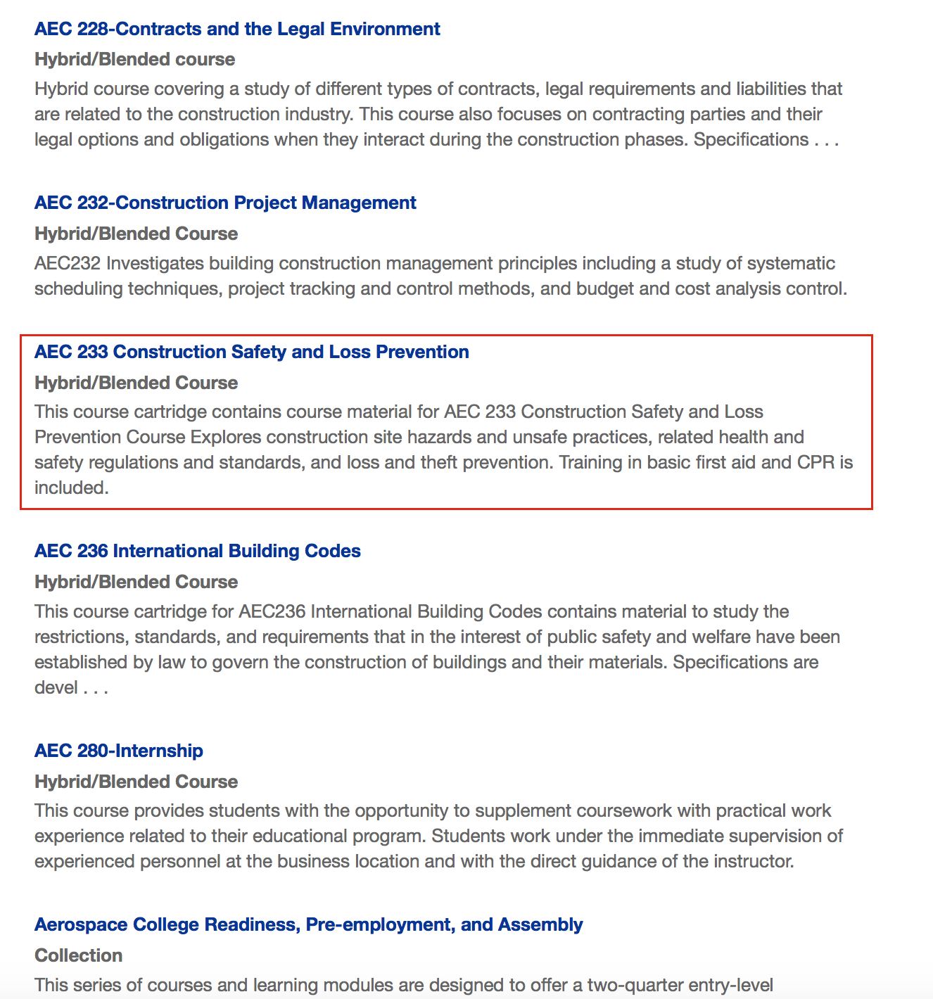 AEC 228-Contracts and the Legal Environment
Hybrid/Blended course
Hybrid course covering a study of different types of contracts, legal requirements and liabilities that
are related to the construction industry. This course also focuses on contracting parties and their
legal options and obligations when they interact during the construction phases. Specifications . . .
AEC 232-Construction Project Management
Hybrid/Blended Course
AEC232 Investigates building construction management principles including a study of systematic
scheduling techniques, project tracking and control methods, and budget and cost analysis control.
AEC 233 Construction Safety and Loss Prevention
Hybrid/Blended Course
This course cartridge contains course material for AEC 233 Construction Safety and Loss
Prevention Course Explores construction site hazards and unsafe practices, related health and
safety regulations and standards, and loss and theft prevention. Training in basic first aid and CPR is
included.
AEC 236 International Building Codes
Hybrid/Blended Course
This course cartridge for AEC236 International Building Codes contains material to study the
restrictions, standards, and requirements that in the interest of public safety and welfare have been
established by law to govern the construction of buildings and their materials. Specifications are
devel . . .
AEC 280-Internship
Hybrid/Blended Course
This course provides students with the opportunity to supplement coursework with practical work
experience related to their educational program. Students work under the immediate supervision of
experienced personnel at the business location and with the direct guidance of the instructor.
Aerospace College Readiness, Pre-employment, and Assembly
Collection
This series of courses and learning modules are designed to offer a two-quarter entry-level